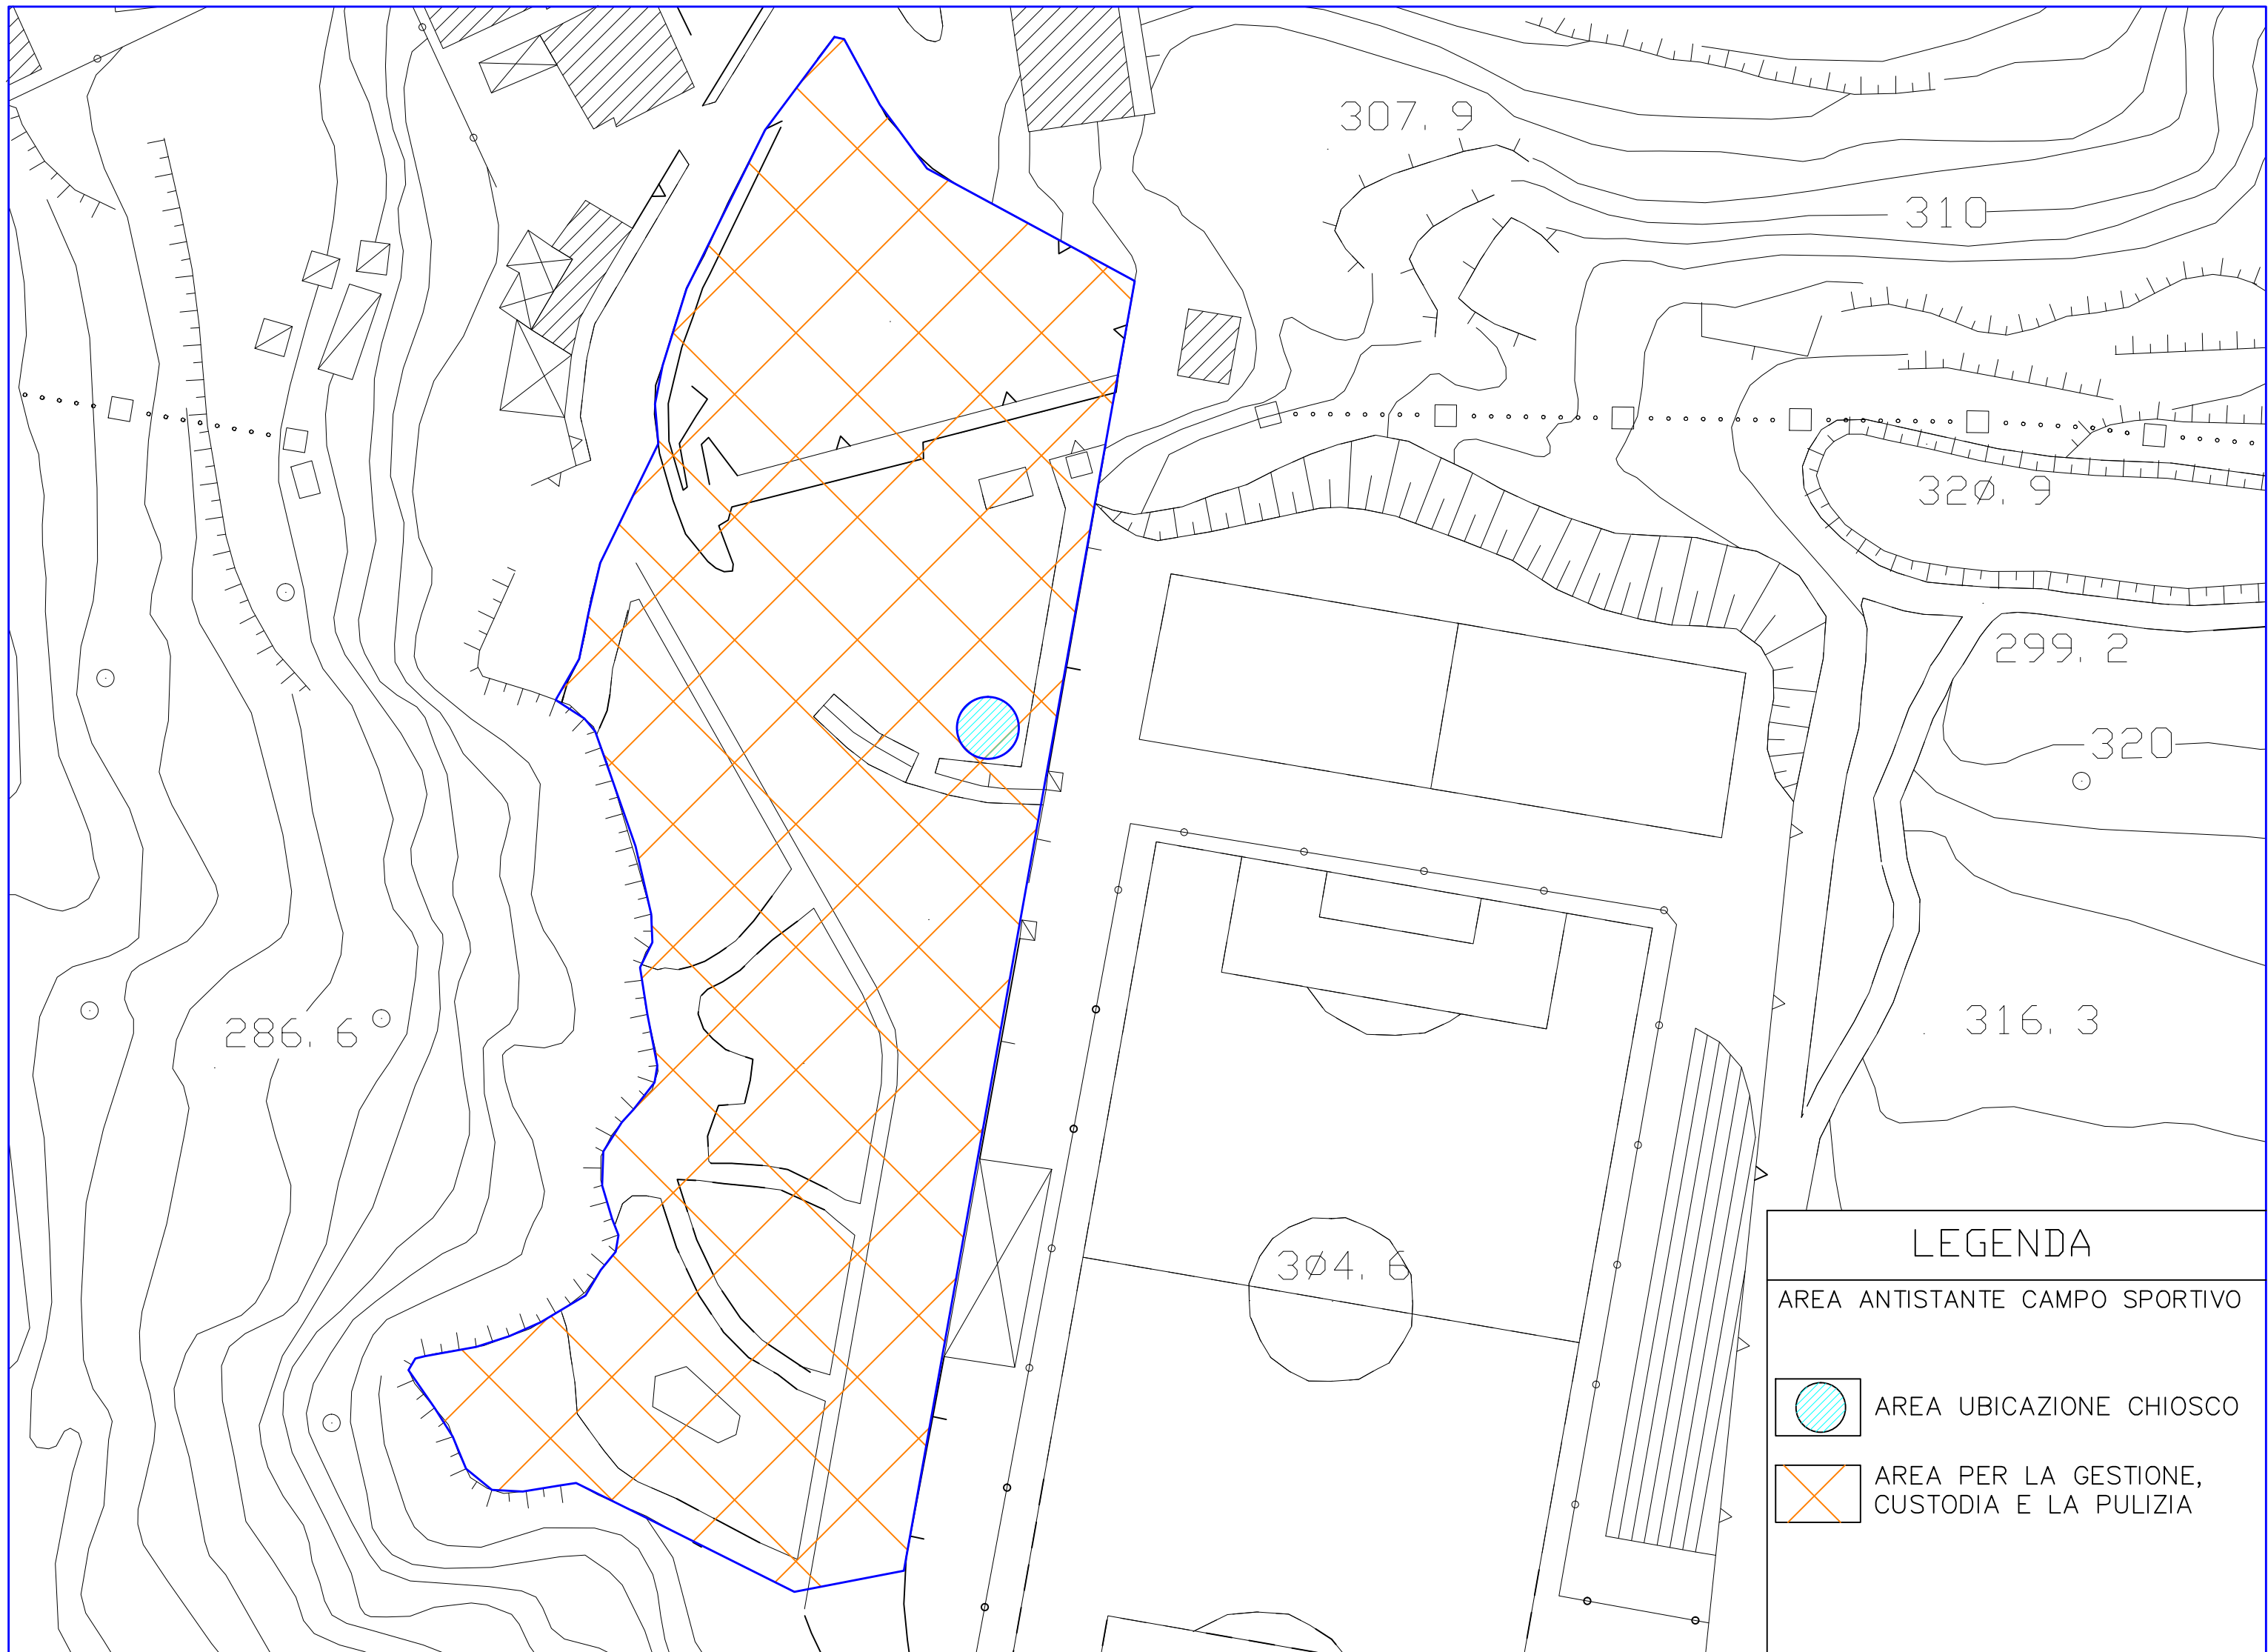 307.9
310
320.9
299.2
320
286.6
316.3
304.6
LEGENDA
AREA ANTISTANTE CAMPO SPORTIVO
AREA UBICAZIONE CHIOSCO
AREA PER LA GESTIONE,
CUSTODIA E LA PULIZIA